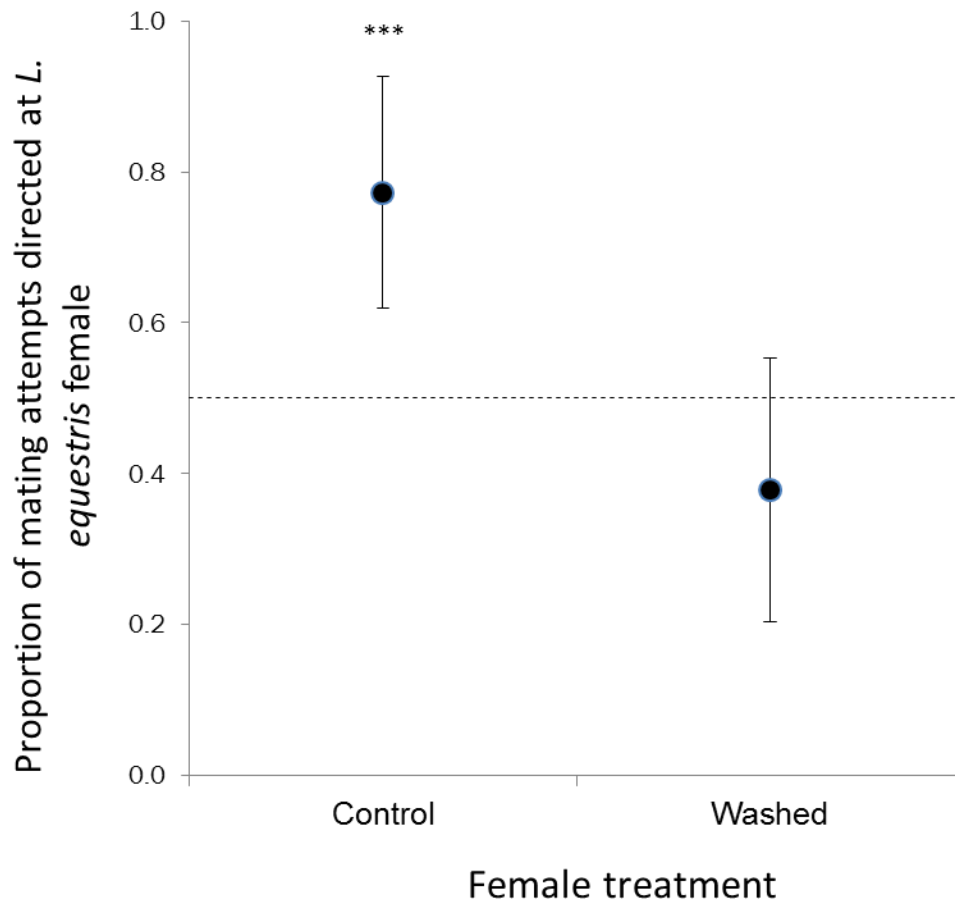 Proportion of mating attempts directed at L.
equestris female
1.0
0.8
0.6
0.4
0.2
0.0
***
Control
Washed
Female treatment